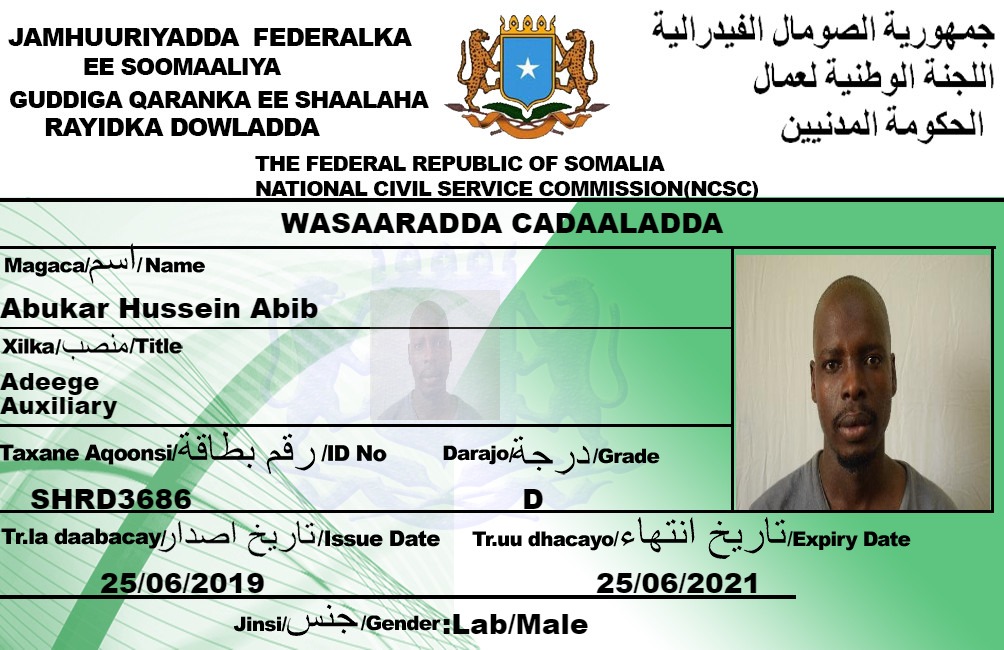 JAMHUURIYADDA FEDERALKA
EE SOOMAALIYA
GUDDIGA QARANKA EE SHAALAHA
RAYIDKA DOWLADDA
جمهورية الصومال الفيدرالية
اللجنة الوطنية لعمال
الحكومة المدنيين
THE FEDERAL REPUBLIC OF SOMALIA
NATIONAL CIVIL SERVICE COMMISSION(NCSC)
WASAARADDA CADAALADDA
Magaca/اسم/Name
Abukar Hussein Abib
Xilka/منصب/Title
Adeege
Auxiliary
Taxane Aqoonsi/رقم بطاقة/ID No
Darajo/درجة/Grade
SHRD3686
D
Tr.la daabacay/تاريخ اصدار/Issue Date
Tr.uu dhacayo/تاريخ انتهاء/Expiry Date
25/06/2019
25/06/2021
Jinsi/جنس/Gender:Lab/Male